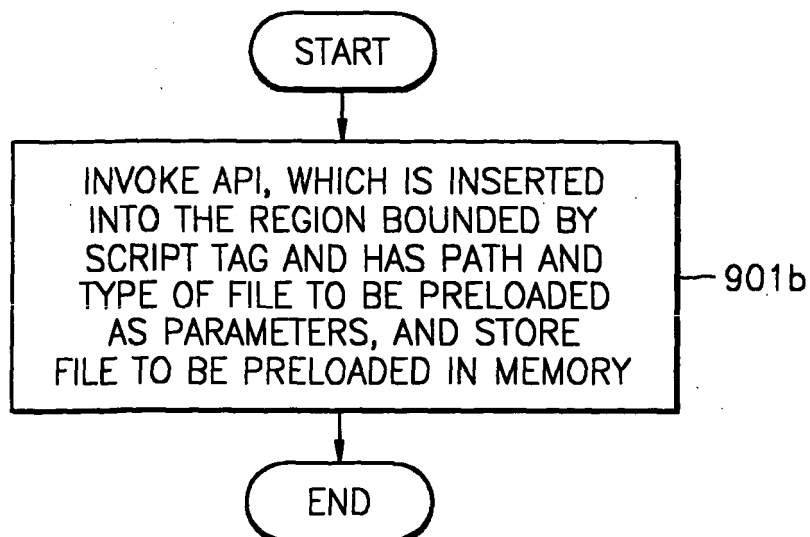 START
INVOKE API, WHICH IS INSERTED
INTO THE REGION BOUNDED BY
SCRIPT TAG AND HAS PATH AND
TYPE OF FILE TO BE PRELOADED
AS PARAMETERS, AND STORE
FILE TO BE PRELOADED IN MEMORY
901b
END